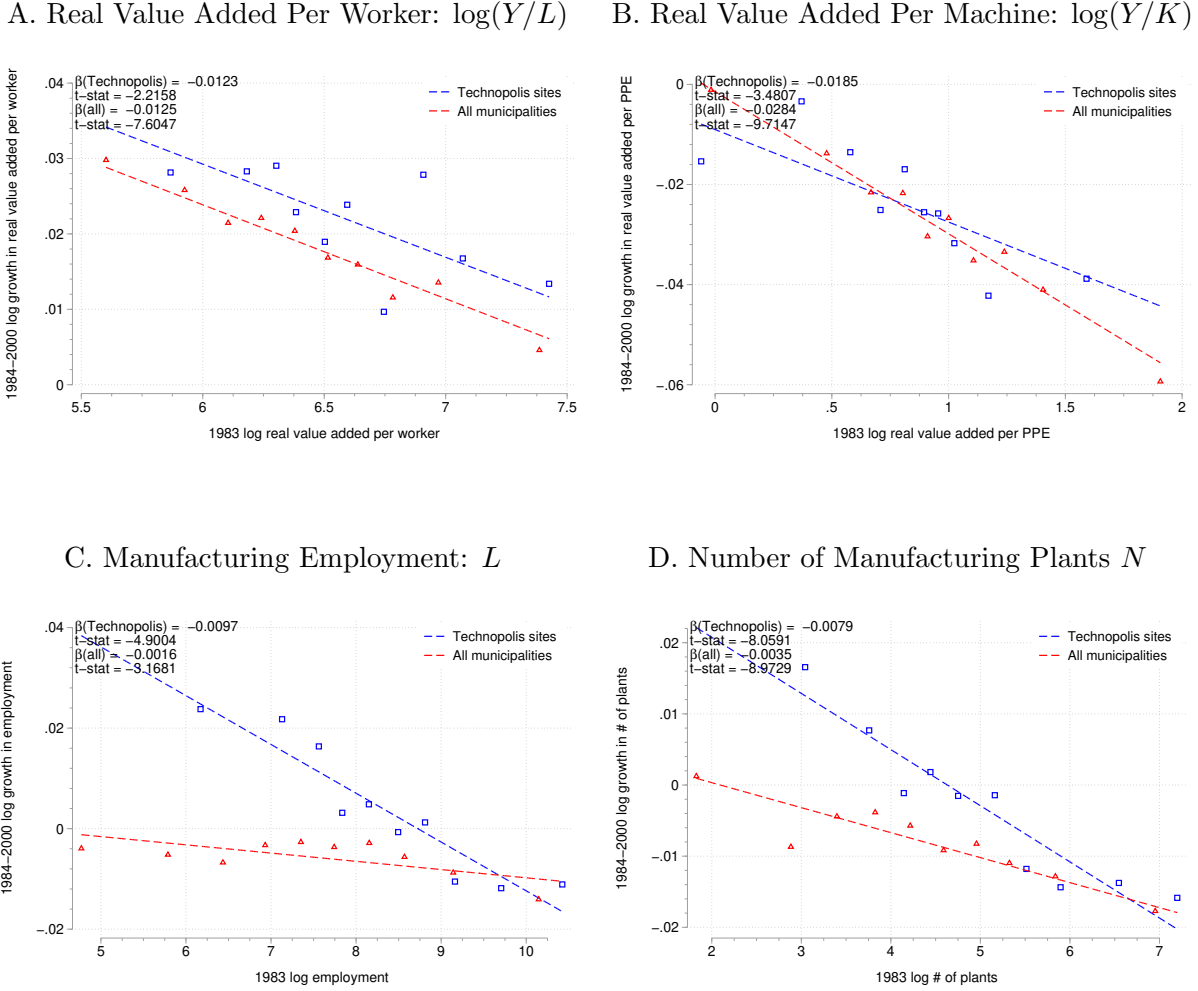 A. Real Value Added Per Worker: log(Y/L)
β(Technopolis) = −0.0123
t−stat = −2.2158
β(all) = −0.0125
t−stat = −7.6047
Technopolis sites
All municipalities
1984−2000 log growth in real value added per worker
.04
.03
.02
.01
0
5.5 6 6.5 7 7.5
1983 log real value added per worker
B. Real Value Added Per Machine: log(Y/K)
β(Technopolis) = −0.0185
t−stat = −3.4807
β(all) = −0.0284
t−stat = −9.7147
Technopolis sites
All municipalities
1984−2000 log growth in real value added per PPE
0
−.02
−.04
−.06
0 .5 1 1.5 2
1983 log real value added per PPE
C. Manufacturing Employment: L
β(Technopolis) = −0.0097
t−stat = −4.9004
β(all) = −0.0016
t−stat = −3.1681
Technopolis sites
All municipalities
1984−2000 log growth in employment
.04
.02
0
−.02
5 6 7 8 9 10
1983 log employment
D. Number of Manufacturing Plants N
β(Technopolis) = −0.0079
t−stat = −8.0591
β(all) = −0.0035
t−stat = −8.9729
Technopolis sites
All municipalities
1984−2000 log growth in # of plants
.02
.01
0
−.01
−.02
2 3 4 5 6 7
1983 log # of plants